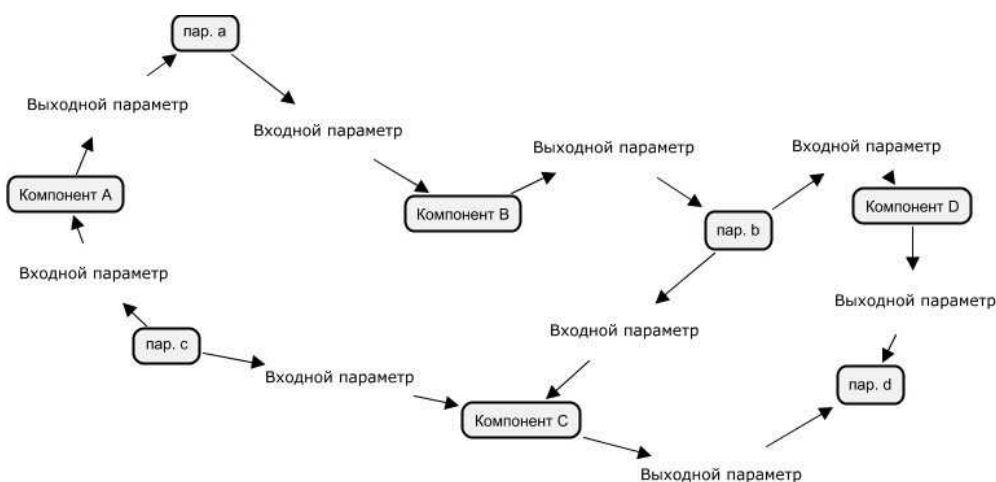 пар. a
Выходной параметр
Входной параметр
Выходной параметр
Входной параметр
Компонент A
Компонент B
Компонент D
пар. b
Входной параметр
Выходной параметр
Входной параметр
пар. c
Входной параметр
пар. d
Компонент C
Выходной параметр